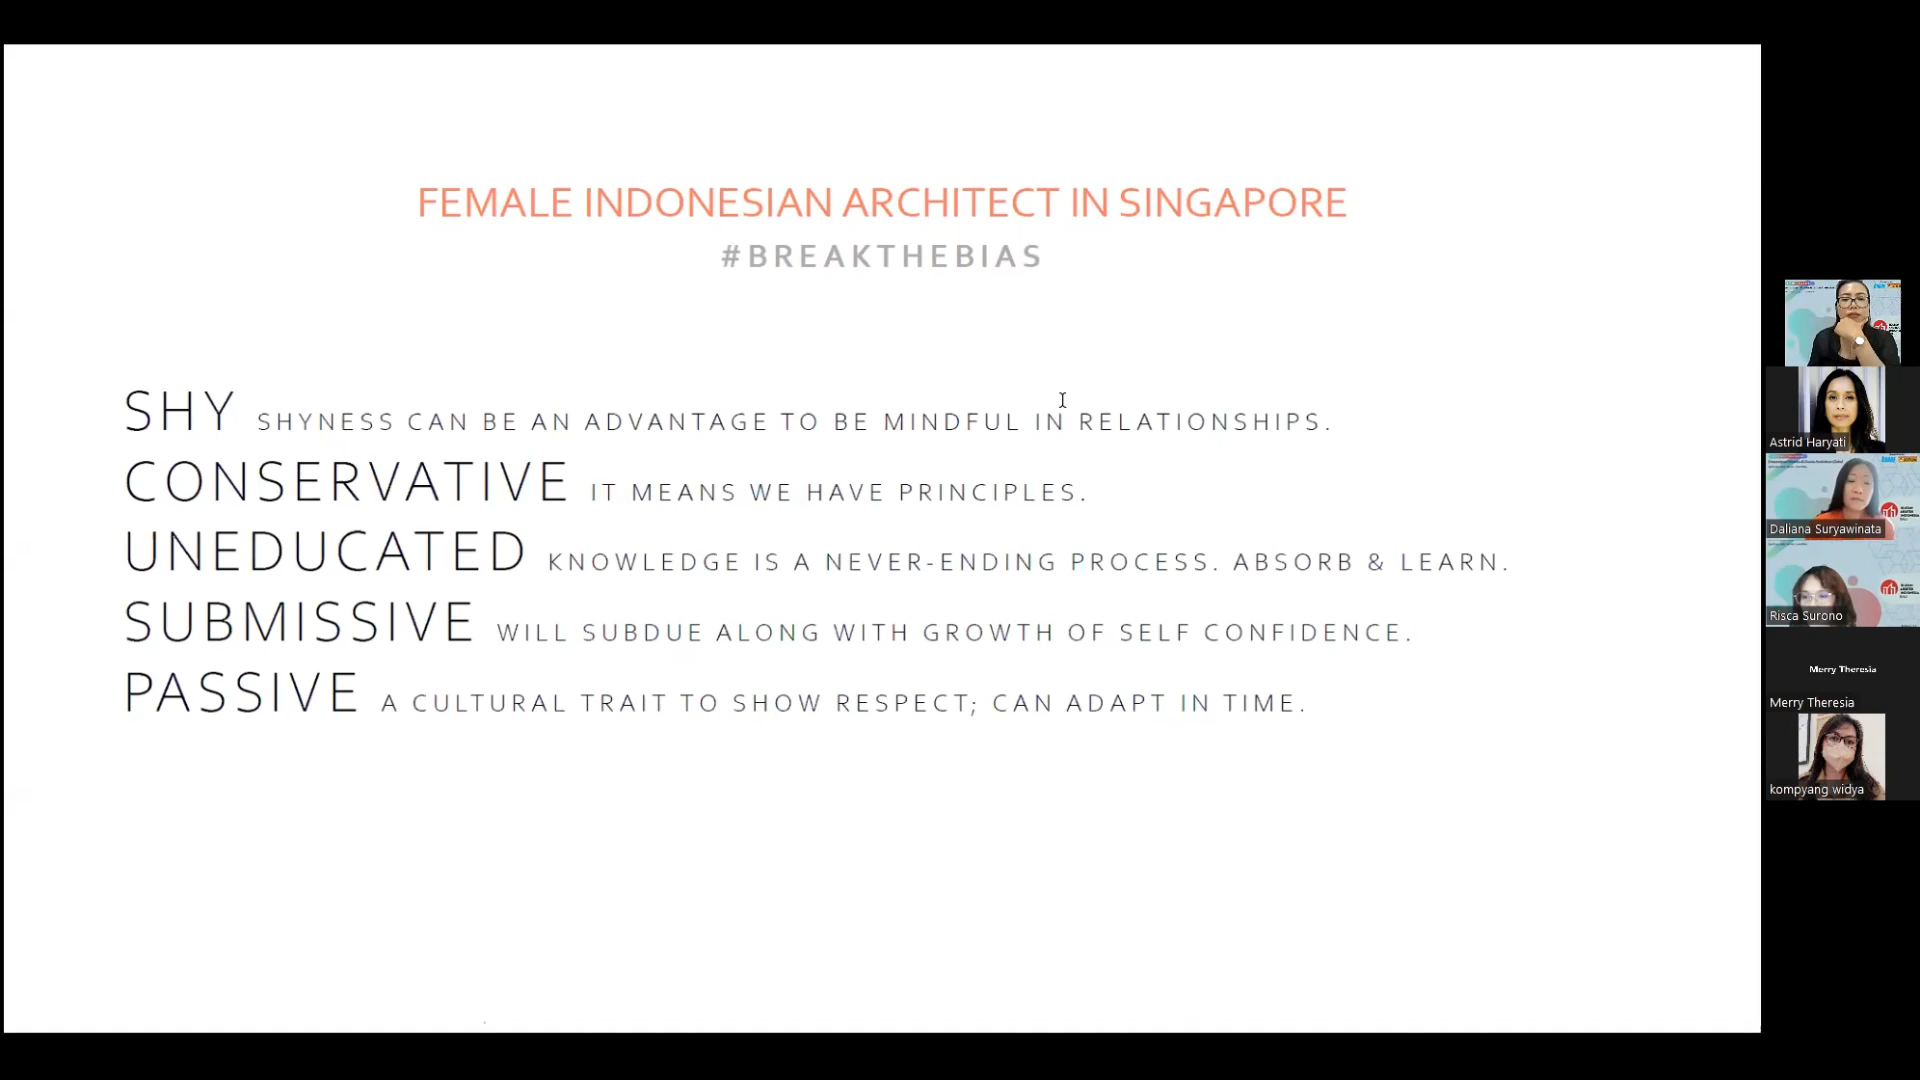 FEMALE INDONESIAN ARCHITECT IN SINGAPORE
#BREAKTHEBIAS
SHY SHYNESS CAN BE AN ADVANTAGE TO BE MINDFUL IN RELATIONSHIPS.
CONSERVATIVE IT MEANS WE HAVE PRINCIPLES.
UNEDUCATED KNOWLEDGE IS A NEVER-ENDING PROCESS. ABSORB & LEARN.
SUBMISSIVE WILL SUBDUE ALONG WITH GROWTH OF SELF CONFIDENCE.
PASSIVE A CULTURAL TRAIT TO SHOW RESPECT; CAN ADAPT IN TIME.
Astrid Haryati
Daliana Suryawinata
Risca Surono
Merry Theresia
Merry Theresia
kompyang widya